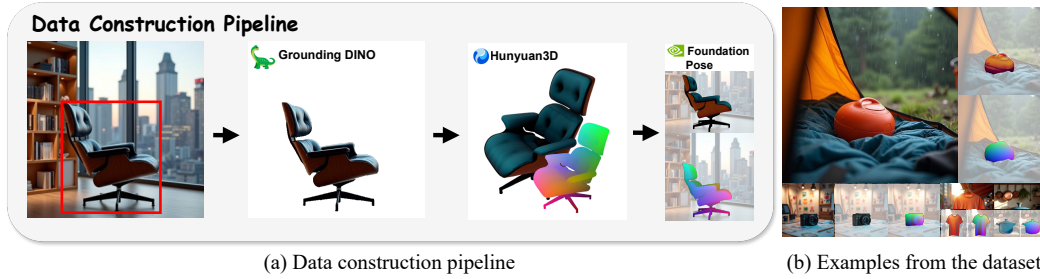 Data Construction Pipeline
Grounding DINO
Hunyuan3D
Foundation
Pose
(a) Data construction pipeline
(b) Examples from the dataset